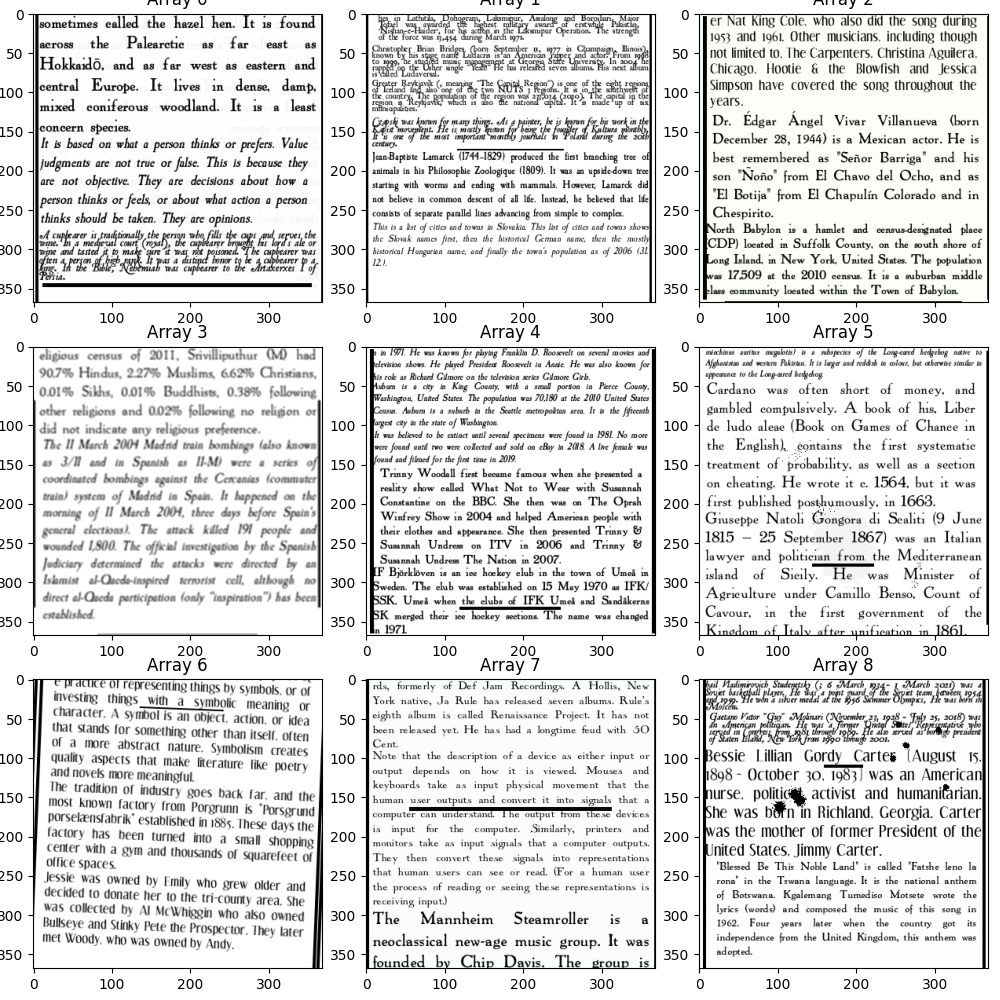 Array 0
sometimes called the hazel hen. It is found
across the Palearctic as far east as
Hokkaidō, and as far west as eastern and
central Europe. It lives in dense, damp,
mixed coniferous woodland. It is a least
concern species.
It is based on what a person thinks or prefers. Value
judgments are not true or false. This is because they
are not objective. They are decisions about how a
person thinks or feels, or about what action a person
thinks should be taken. They are opinions.
A cupbearer is traditionally the person who fills the cups and serves the
wine. In a medieval court (royal), the cupbearer brought his lord's ale or
wine and tasted it to make sure it was not poisoned. The cupbearer was
often a person of high rank. It was a distinct honor to be a cupbearer to a
king. In the Bible, Nehemiah was cupbearer to the Artaxerxes I of
Persia.
Array 1
hes in Lathitila, Dohogram, Laksmipur, Assalong and Boroibari. Major
was awarded the highest military award of erstwhile Pakistan,
'Nishan-e-Haider', for his action in the Laksmipur Operation. The strength
of the force was 13,454 during March 1971.
Christopher Brian Bridges (born September 11, 1977 in Champaign, Illinois),
known by his stage name Ludacris is an American rapper and actor. From 1998
to 1999, he studied music management at Georgia State University. In 2004 he
rapped on the Usher single "Yeah!" He has released seven albums. His next album
is called Ludaversal.
Greater Reykjavík (, meaning "The Capital Region") is one of the eight regions
of Iceland and also one of the two NUTS 3 Regions. It is in the southwest of
the country. The population of the region was (2020). The capital in the
region is Reykjavík, which is also the national capital. It is made up of six
municipalities.
Czapski was known for many things. As a painter, he is known for his work in the
Kapist movement. He is mostly known for being the founder of Kultura monthly.
It is one of the most important monthly journals in Poland during the 20th
century.
Jean-Baptiste Lamarck (1744–1829) produced the first branching tree of
animals in his Philosophie Zoologique (1809). It was an upside-down tree
starting with worms and ending with mammals. However, Lamarck did
not believe in common descent of all life. Instead, he believed that life
consists of separate parallel lines advancing from simple to complex.
This is a list of cities and towns in Slovakia. This list of cities and towns shows
the Slovak names first, then the historical German name, then the mostly
historical Hungarian name, and finally the town's population as of 2006 (31.
12.).
Array 2
er Nat King Cole, who also did the song during
1953 and 1961. Other musicians, including though
not limited to, The Carpenters, Christina Aguilera,
Chicago, Hootie & the Blowfish and Jessica
Simpson have covered the song throughout the
years.
Dr. Édgar Ángel Vivar Villanueva (born
December 28, 1944) is a Mexican actor. He is
best remembered as "Señor Barriga" and his
son "Ñoño" from El Chavo del Ocho, and as
"El Botija" from El Chapulín Colorado and in
Chespirito.
North Babylon is a hamlet and census-designated place
(CDP) located in Suffolk County, on the south shore of
Long Island, in New York, United States. The population
was 17,509 at the 2010 census. It is a suburban middle
class community located within the Town of Babylon.
Array 3
eligious census of 2011, Srivilliputhur (M) had
90.7% Hindus, 2.27% Muslims, 6.62% Christians,
0.01% Sikhs, 0.01% Buddhists, 0.38% following
other religions and 0.02% following no religion or
did not indicate any religious preference.
The 11 March 2004 Madrid train bombings (also known
as 3/11 and in Spanish as 11-M) were a series of
coordinated bombings against the Cercanías (commuter
train) system of Madrid in Spain. It happened on the
morning of 11 March 2004, three days before Spain's
general elections). The attack killed 191 people and
wounded 1,800. The official investigation by the Spanish
Judiciary determined the attacks were directed by an
Islamist al-Qaeda-inspired terrorist cell, although no
direct al-Qaeda participation (only "inspiration") has been
established.
Array 4
n in 1971. He was known for playing Franklin D. Roosevelt on several movies and
television shows. He played President Roosevelt in Annie. He was also known for
his role as Richard Gilmore on the television series Gilmore Girls.
Auburn is a city in King County, with a small portion in Pierce County,
Washington, United States. The population was 70,180 at the 2010 United States
Census. Auburn is a suburb in the Seattle metropolitan area. It is the fifteenth
largest city in the state of Washington.
It was believed to be extinct until several specimens were found in 1981. No more
were found until two were collected and sold on eBay in 2018. A live female was
found and filmed for the first time in 2019.
Trinny Woodall first became famous when she presented a
reality show called What Not to Wear with Susannah
Constantine on the BBC. She then was on The Oprah
Winfrey Show in 2004 and helped American people with
their clothes and appearance. She then presented Trinny &
Susannah Undress on ITV in 2006 and Trinny &
Susannah Undress The Nation in 2007.
IF Björklöven is an ice hockey club in the town of Umeå in
Sweden. The club was established on 15 May 1970 as IFK/
SSK, Umeå when the clubs of IFK Umeå and Sandåkerns
SK merged their ice hockey sections. The name was changed
in 1971.
Array 5
miechinus auritus megalotis) is a subspecies of the Long-eared hedgehog native to
Afghanistan and western Pakistan. It is larger and reddish in colour, but otherwise similar in
appearance to the Long-eared hedgehog.
Cardano was often short of money, and
gambled compulsively. A book of his, Liber
de ludo aleae (Book on Games of Chance in
the English), contains the first systematic
treatment of probability, as well as a section
on cheating. He wrote it c. 1564, but it was
first published posthumously, in 1663.
Giuseppe Natoli Gongora di Scaliti (9 June
1815 – 25 September 1867) was an Italian
lawyer and politician from the Mediterranean
island of Sicily. He was Minister of
Agriculture under Camillo Benso, Count of
Cavour, in the first government of the
Kingdom of Italy after unification in 1861.
Array 6
e practice of representing things by symbols, or of
investing things with a symbolic meaning or
character. A symbol is an object, action, or idea
that stands for something other than itself, often
of a more abstract nature. Symbolism creates
quality aspects that make literature like poetry
and novels more meaningful.
The tradition of industry goes back far, and the
most known factory from Porgrunn is "Porsgrund
porselænsfabrik" established in 1885. These days the
factory has been turned into a small shopping
center with a gym and thousands of squarefeet of
office spaces.
Jessie was owned by Emily who grew older and
decided to donate her to the tri-county area. She
was collected by Al McWhiggin who also owned
Bullseye and Stinky Pete the Prospector. They later
met Woody, who was owned by Andy.
Array 7
rds, formerly of Def Jam Recordings. A Hollis, New
York native, Ja Rule has released seven albums. Rule's
eighth album is called Renaissance Project. It has not
been released yet. He has had a longtime feud with 50
Cent.
Note that the description of a device as either input or
output depends on how it is viewed. Mouses and
keyboards take as input physical movement that the
human user outputs and convert it into signals that a
computer can understand. The output from these devices
is input for the computer. Similarly, printers and
monitors take as input signals that a computer outputs.
They then convert these signals into representations
that human users can see or read. (For a human user
the process of reading or seeing these representations is
receiving input.)
The Mannheim Steamroller is a
neoclassical new-age music group. It was
founded by Chip Davis. The group is
Array 8
hail Vladimirovich Studenetsky (; 6 March 1934 - 1 March 2021) was a
Soviet basketball player. He was a point guard of the Soviet team between 1954
and 1959. He won a silver medal at the 1956 Summer Olympics. He was born in
Moscow.
Gaetano Victor "Guy" Molinari (November 23, 1928 – July 25, 2018) was
an American politician. He was a former United States Representative who
served in Congress from 1981 through 1989. He also served as borough president
of Staten Island, New York from 1990 through 2001.
Bessie Lillian Gordy Carter (August 15,
1898 - October 30, 1983) was an American
nurse, political activist and humanitarian.
She was born in Richland, Georgia. Carter
was the mother of former President of the
United States, Jimmy Carter.
"Blessed Be This Noble Land" is called "Fatshe leno la
rona" in the Tswana language. It is the national anthem
of Botswana. Kgalemang Tumediso Motsete wrote the
lyrics (words) and composed the music of this song in
1962. Four years later when the country got its
independence from the United Kingdom, this anthem was
adopted.